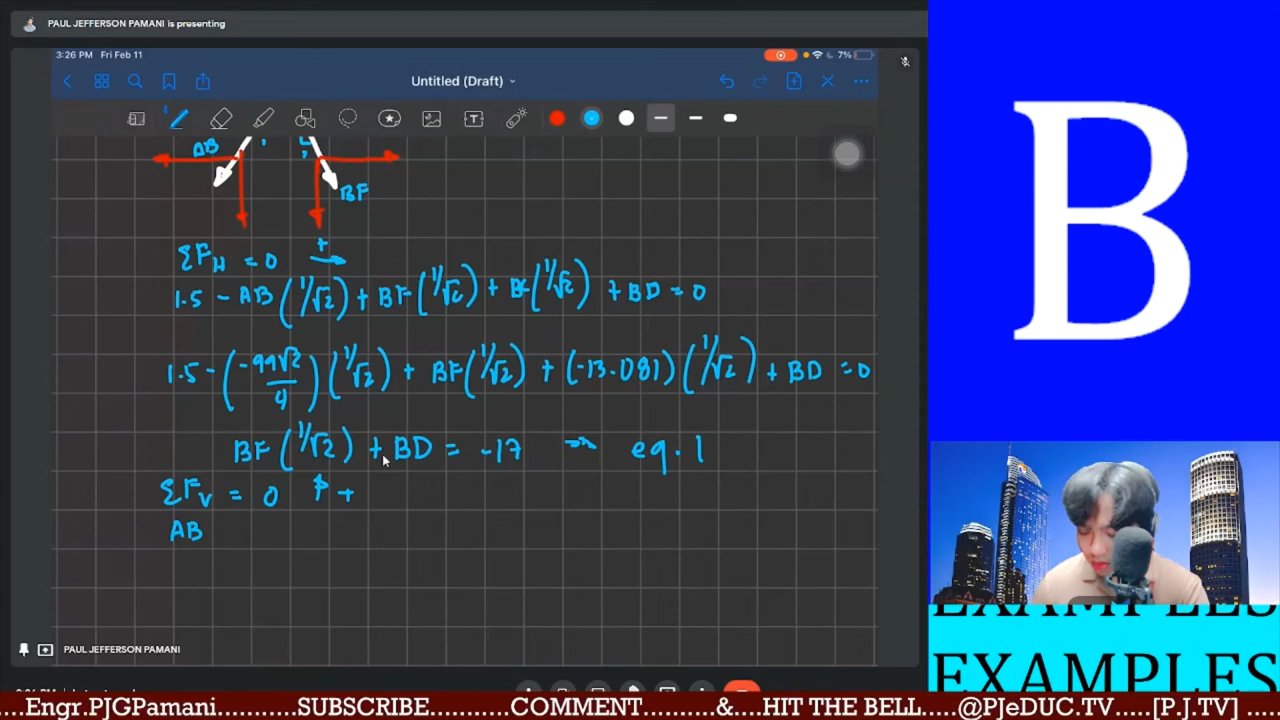 PAUL JEFFERSON PAMANI is presenting
3:26 PM Fri Feb 11
7%
Untitled (Draft)
AB
BF
ΣF_H = 0 +→
1.5 - AB(1/√2) + BF(1/√2) + BC(1/√2) + BD = 0
1.5 - (-99√2/4)(1/√2) + BF(1/√2) + (-13.081)(1/√2) + BD = 0
BF(1/√2) + BD = -17 → eq. 1
ΣF_V = 0 ↑ +
AB
PAUL JEFFERSON PAMANI
B
EXAMPLES
EXAMPLES
...Engr.PJGPamani..........SUBSCRIBE.........COMMENT.........&....HIT THE BELL.......@PJeDUC.TV.....[P.J.TV] ....